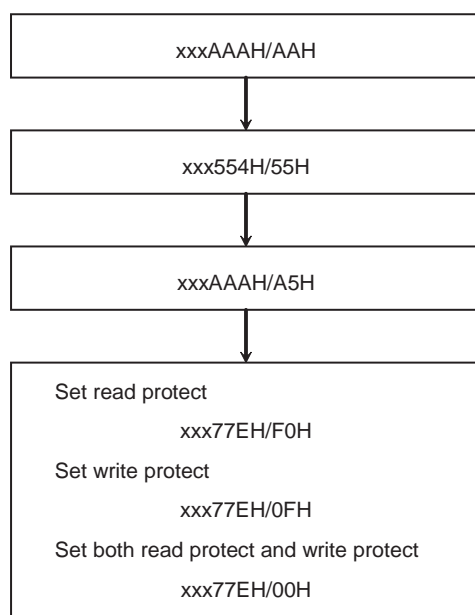 xxxAAAH/AAH
xxx554H/55H
xxxAAAH/A5H
Set read protect
xxx77EH/F0H
Set write protect
xxx77EH/0FH
Set both read protect and write protect
xxx77EH/00H